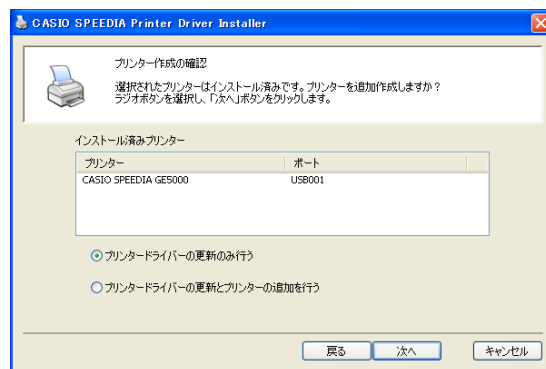 CASIO SPEEDIA Printer Driver Installer
プリンター作成の確認
選択されたプリンターはインストール済みです。プリンターを追加作成しますか？
ラジオボタンを選択し、「次へ」ボタンをクリックします。
インストール済みプリンター
プリンター ポート
CASIO SPEEDIA GE5000 USB001
プリンタードライバーの更新のみ行う
プリンタードライバーの更新とプリンターの追加を行う
戻る 次へ キャンセル